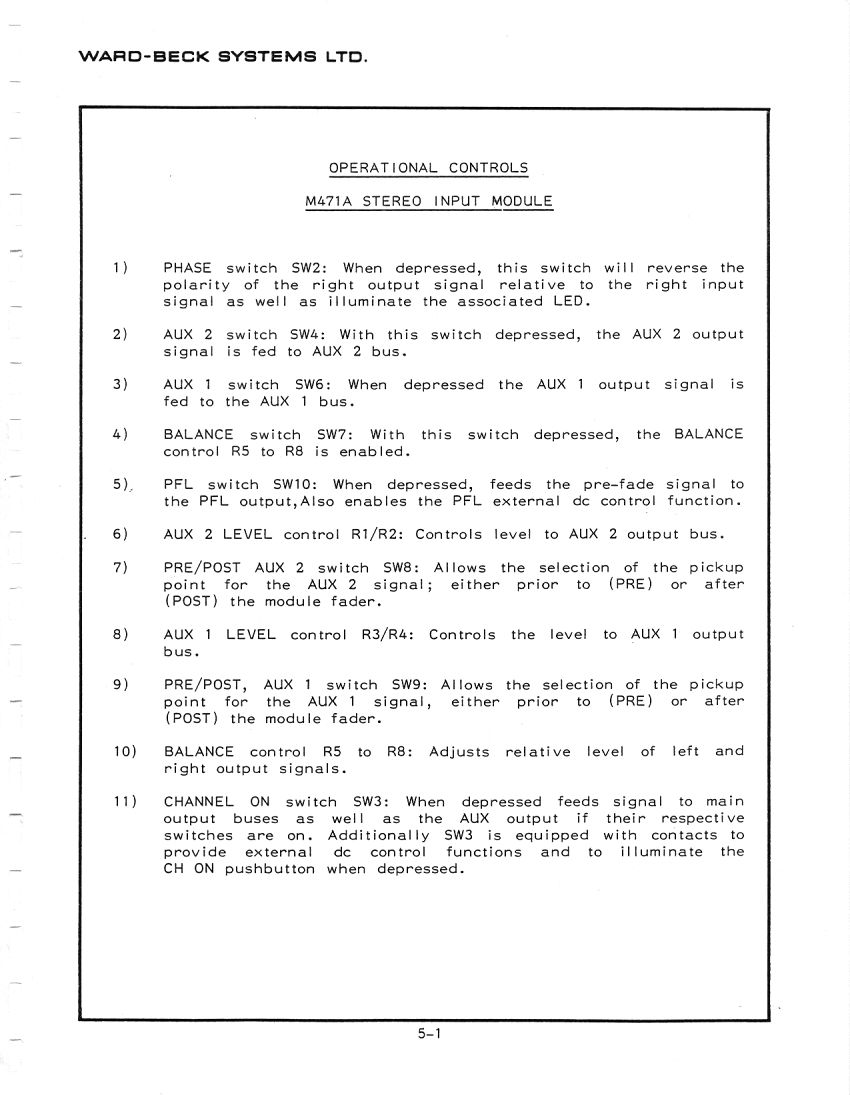 WARD-BECK SYSTEMS LTD.
OPERATIONAL CONTROLS
M471A STEREO INPUT MODULE
1) PHASE switch SW2: When depressed, this switch will reverse the
polarity of the right output signal relative to the right input
signal as well as illuminate the associated LED.
2) AUX 2 switch SW4: With this switch depressed, the AUX 2 output
signal is fed to AUX 2 bus.
3) AUX 1 switch SW6: When depressed the AUX 1 output signal is
fed to the AUX 1 bus.
4) BALANCE switch SW7: With this switch depressed, the BALANCE
control R5 to R8 is enabled.
5) PFL switch SW10: When depressed, feeds the pre-fade signal to
the PFL output,Also enables the PFL external dc control function.
6) AUX 2 LEVEL control R1/R2: Controls level to AUX 2 output bus.
7) PRE/POST AUX 2 switch SW8: Allows the selection of the pickup
point for the AUX 2 signal; either prior to (PRE) or after
(POST) the module fader.
8) AUX 1 LEVEL control R3/R4: Controls the level to AUX 1 output
bus.
9) PRE/POST, AUX 1 switch SW9: Allows the selection of the pickup
point for the AUX 1 signal, either prior to (PRE) or after
(POST) the module fader.
10) BALANCE control R5 to R8: Adjusts relative level of left and
right output signals.
11) CHANNEL ON switch SW3: When depressed feeds signal to main
output buses as well as the AUX output if their respective
switches are on. Additionally SW3 is equipped with contacts to
provide external dc control functions and to illuminate the
CH ON pushbutton when depressed.
5-1